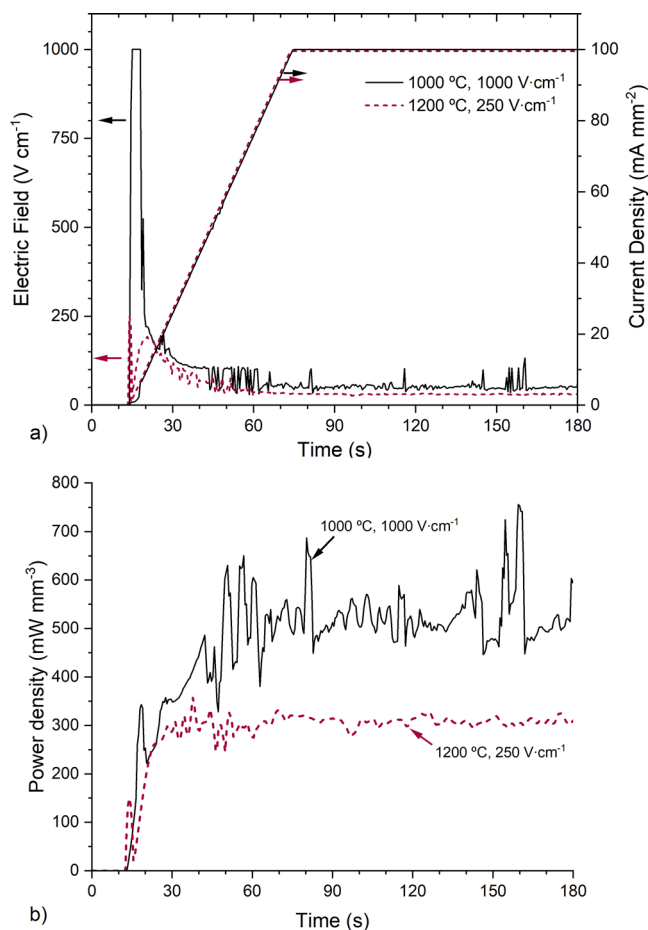 1000
750
500
250
0
Electric Field (V cm⁻¹)
100
80
60
40
20
0
Current Density (mA mm⁻²)
1000 ºC, 1000 V·cm⁻¹
1200 ºC, 250 V·cm⁻¹
0 30 60 90 120 150 180
a)
Time (s)
800
700
600
500
400
300
200
100
0
Power density (mW mm⁻³)
1000 ºC, 1000 V·cm⁻¹
1200 ºC, 250 V·cm⁻¹
0 30 60 90 120 150 180
b)
Time (s)